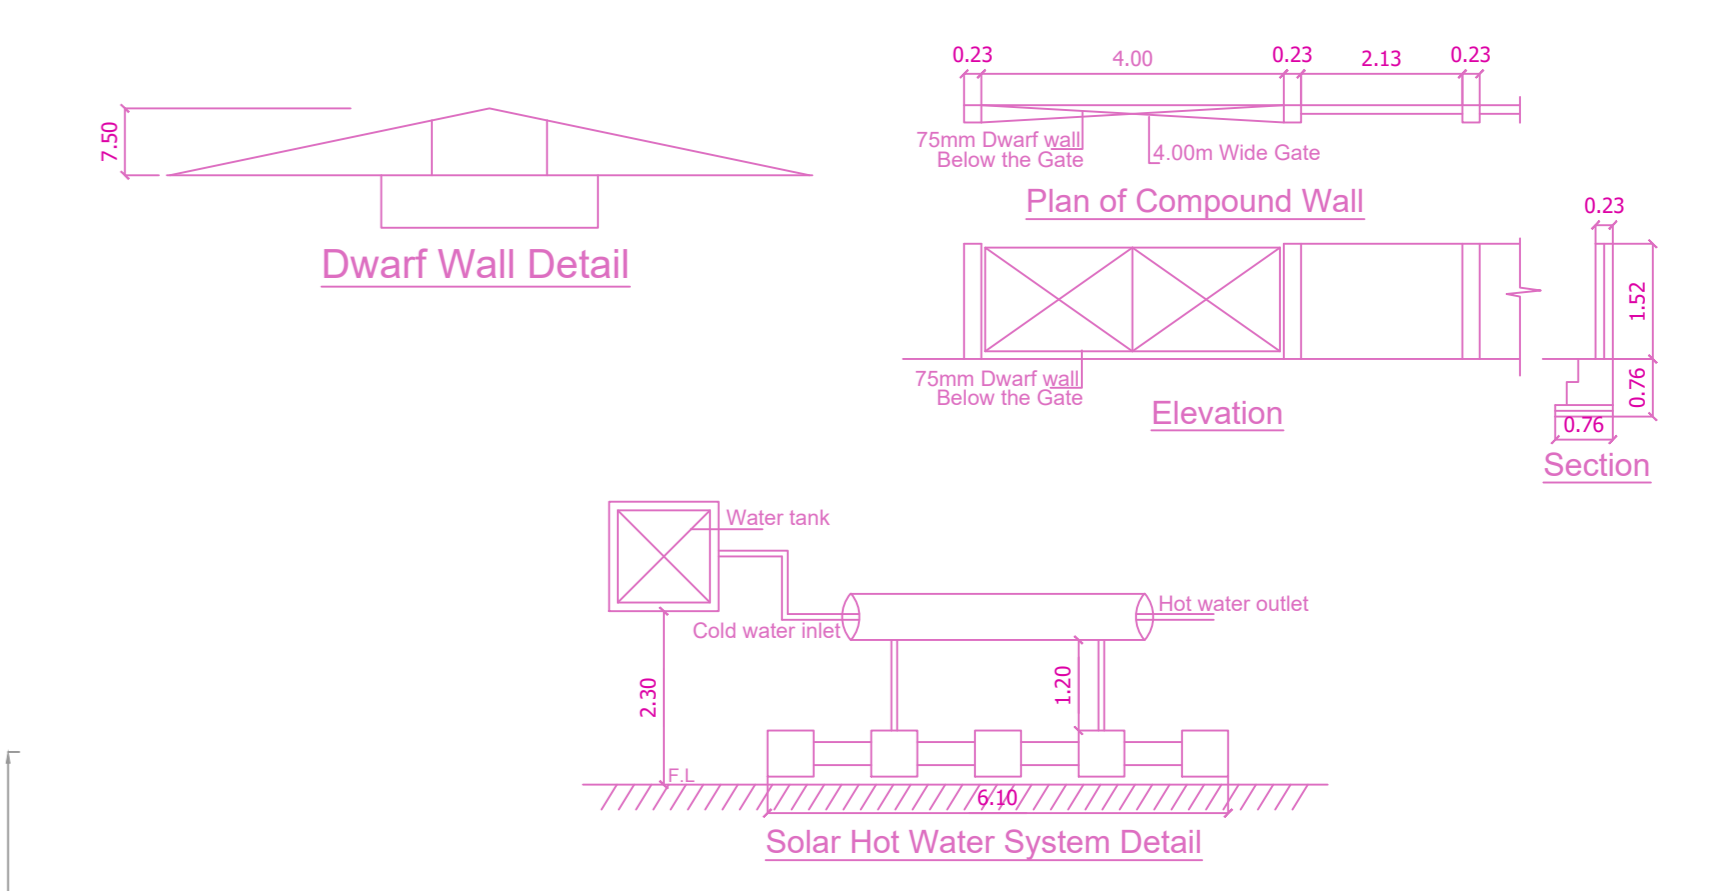 7.50
Dwarf Wall Detail
0.23
4.00
0.23
2.13
0.23
75mm Dwarf wall
Below the Gate
4.00m Wide Gate
Plan of Compound Wall
75mm Dwarf wall
Below the Gate
Elevation
0.23
1.52
0.76
0.76
Section
Water tank
Cold water inlet
Hot water outlet
2.30
1.20
F.L
6.10
Solar Hot Water System Detail